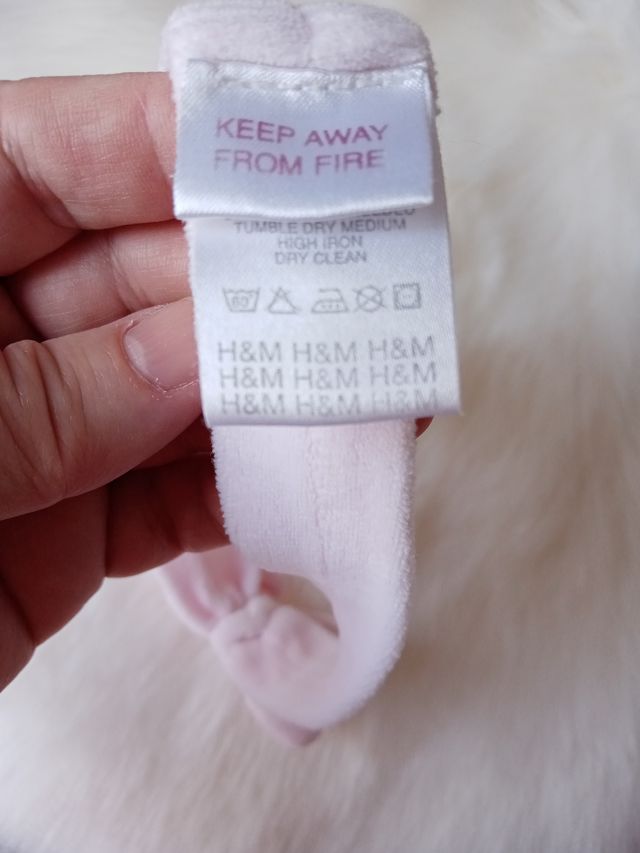 KEEP AWAY
FROM FIRE
TUMBLE DRY MEDIUM
HIGH IRON
DRY CLEAN
H&M H&M H&M
H&M H&M H&M
H&M H&M H&M